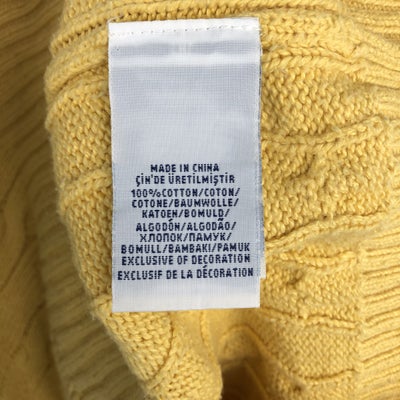 MADE IN CHINA
ÇİN'DE ÜRETİLMİŞTİR
100%COTTON/COTON/
COTONE/BAUMWOLLE/
KATOEN/BOMULD/
ALGODÓN/ALGODÃO/
ХЛОПОК/ПАМУК/
BOMULL/BAMBAKI/PAMUK
EXCLUSIVE OF DECORATION
EXCLUSIF DE LA DÉCORATION